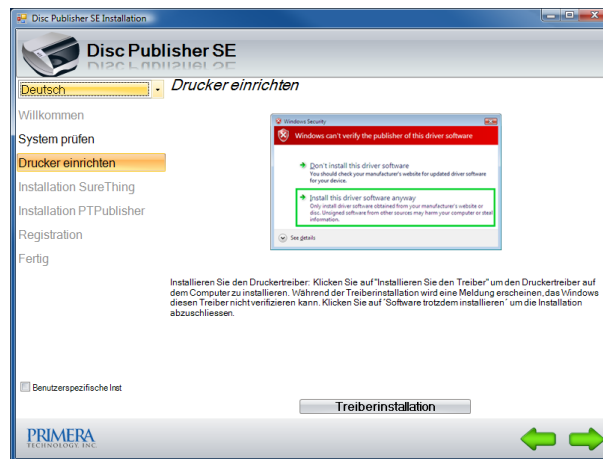 Disc Publisher SE Installation
Disc Publisher SE
Deutsch
Drucker einrichten
Willkommen
System prüfen
Drucker einrichten
Installation SureThing
Installation PTPublisher
Registration
Fertig
Windows Security
Windows can't verify the publisher of this driver software
Don't install this driver software
You should check your manufacturer's website for updated driver software
for your device.
Install this driver software anyway
Only install driver software obtained from your manufacturer's website or
disc. Unsigned software from other sources may harm your computer or steal
information.
See details
Installieren Sie den Druckertreiber: Klicken Sie auf "Installieren Sie den Treiber" um den Druckertreiber auf
dem Computer zu installieren. Während der Treiberinstallation wird eine Meldung erscheinen, das Windows
diesen Treiber nicht verifizieren kann. Klicken Sie auf "Software trotzdem installieren" um die Installation
abzuschliessen.
Benutzerspezifische Inst
Treiberinstallation
PRIMERA
TECHNOLOGY INC.